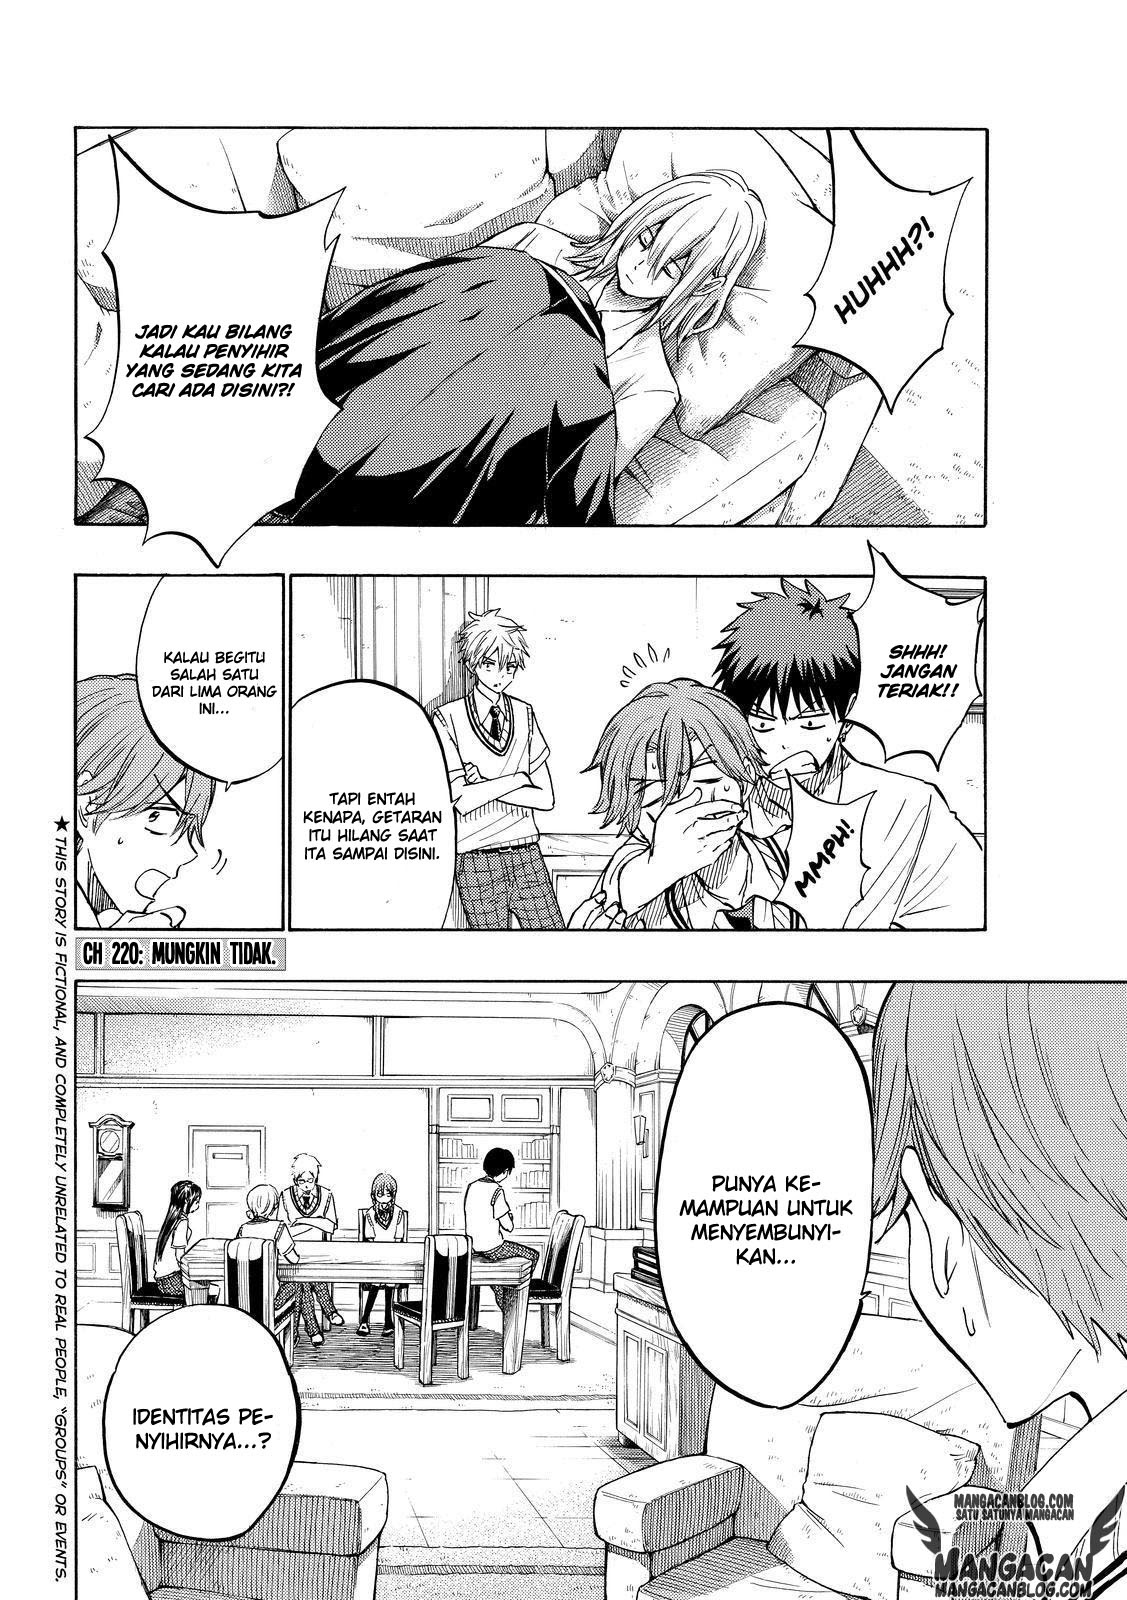 HUHHH?!
JADI KAU BILANG
KALAU PENYIHIR
YANG SEDANG KITA
CARI ADA DISINI?!
SHHH!
JANGAN
TERIAK!!
MMPH!
TAPI ENTAH
KENAPA, GETARAN
ITU HILANG SAAT
ITA SAMPAI DISINI.
KALAU BEGITU
SALAH SATU
DARI LIMA ORANG
INI...
CH 220: MUNGKIN TIDAK.
PUNYA KE-
MAMPUAN UNTUK
MENYEMBUNYI-
KAN...
IDENTITAS PE-
NYIHIRNYA...?
★ THIS STORY IS FICTIONAL, AND COMPLETELY UNRELATED TO REAL PEOPLE, "GROUPS" OR EVENTS.
MANGACANBLOG.COM
SATU SATUNYA MANGACAN
MANGACAN
MANGACANBLOG.COM